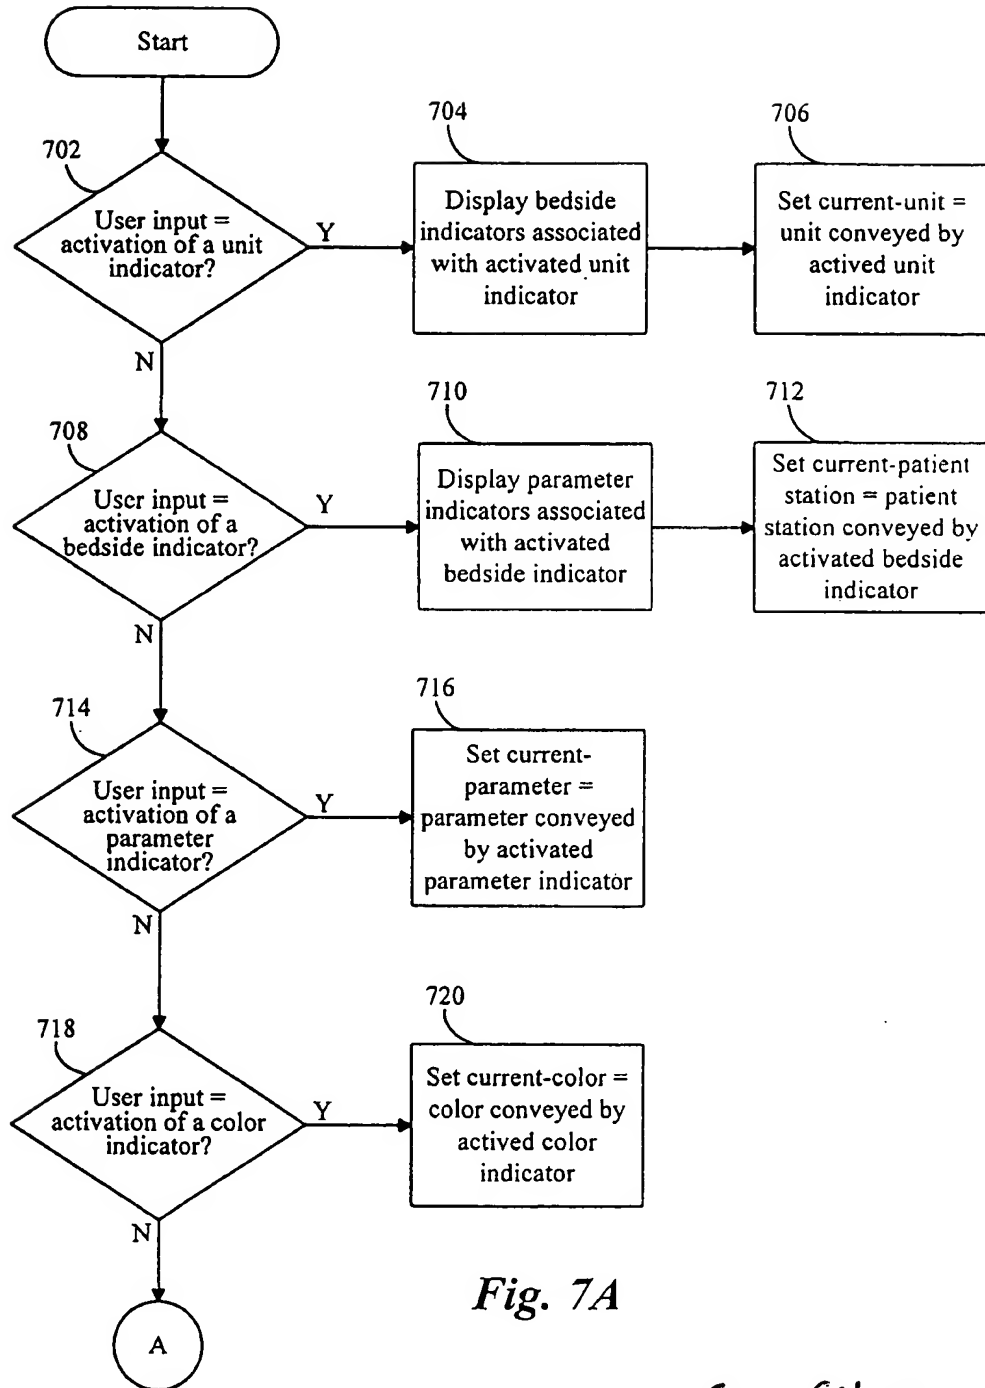 Start
702
User input =
activation of a unit
indicator?
Y
N
704
Display bedside
indicators associated
with activated unit
indicator
706
Set current-unit =
unit conveyed by
actived unit
indicator
708
User input =
activation of a
bedside indicator?
Y
N
710
Display parameter
indicators associated
with activated
bedside indicator
712
Set current-patient
station = patient
station conveyed by
activated bedside
indicator
714
User input =
activation of a
parameter
indicator?
Y
N
716
Set current-
parameter =
parameter conveyed
by activated
parameter indicator
718
User input =
activation of a color
indicator?
Y
N
720
Set current-color =
color conveyed by
actived color
indicator
A
Fig. 7A